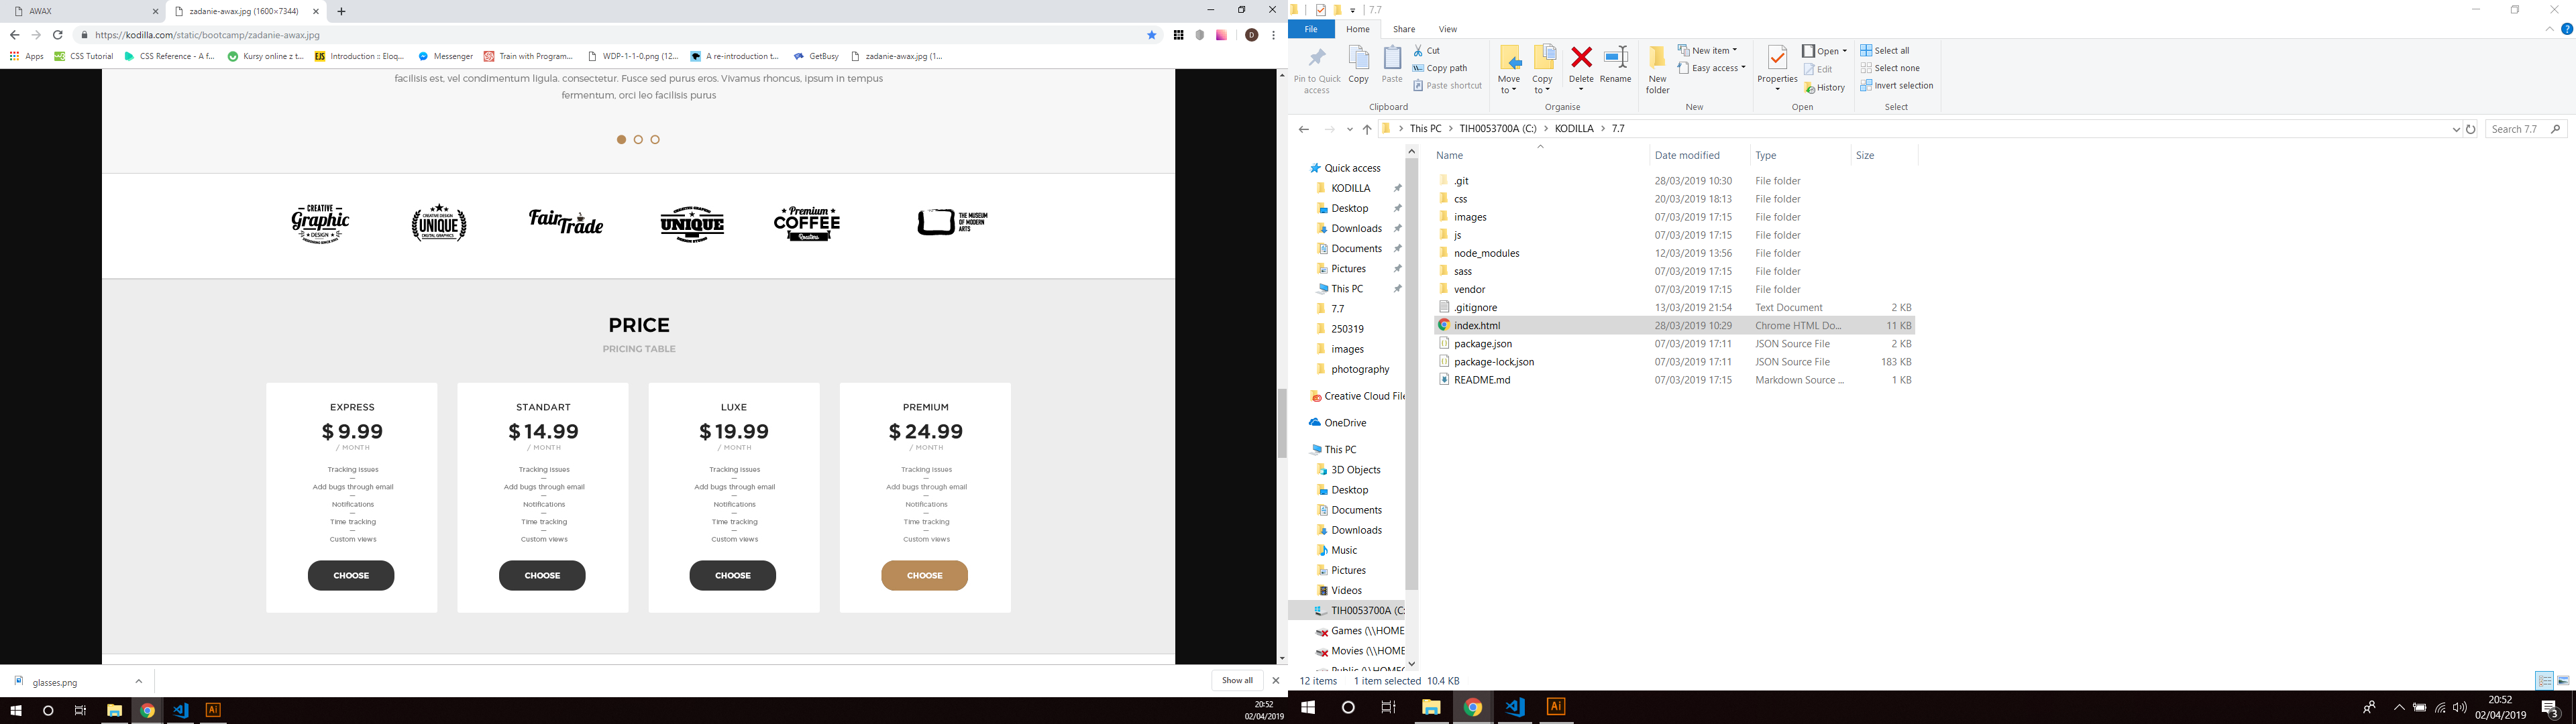 AWAX
zadanie-awax.jpg (1600×7344)
https://kodilla.com/static/bootcamp/zadanie-awax.jpg
D
Apps
CSS Tutorial
CSS Reference - A f...
Kursy online z t...
EJS
Introduction :: Eloq...
Messenger
Train with Program...
WDP-1-1-0.png (12...
A re-introduction t...
GetBusy
zadanie-awax.jpg (1...
facilisis est, vel condimentum ligula. consectetur. Fusce sed purus eros. Vivamus rhoncus, ipsum in tempus
fermentum, orci leo facilisis purus
CREATIVE
Graphic
DESIGN
DESIGNING SINCE
CREATIVE DESIGN
UNIQUE
DIGITAL GRAPHICS
Fair Trade
CREATIVE GRAPHIC
UNIQUE
DESIGN STUDIO
Premium
COFFEE
Creators
THE MUSEUM
OF MODERN
ARTS
PRICE
PRICING TABLE
EXPRESS
$ 9.99
/ MONTH
Tracking issues
—
Add bugs through email
—
Notifications
—
Time tracking
—
Custom views
CHOOSE
STANDART
$ 14.99
/ MONTH
Tracking issues
—
Add bugs through email
—
Notifications
—
Time tracking
—
Custom views
CHOOSE
LUXE
$ 19.99
/ MONTH
Tracking issues
—
Add bugs through email
—
Notifications
—
Time tracking
—
Custom views
CHOOSE
PREMIUM
$ 24.99
/ MONTH
Tracking issues
—
Add bugs through email
—
Notifications
—
Time tracking
—
Custom views
CHOOSE
glasses.png
Show all
Ai
20:52
02/04/2019
7.7
File
Home
Share
View
Pin to Quick
access
Copy
Paste
Cut
Copy path
Paste shortcut
Clipboard
Move
to
Copy
to
Delete
Rename
Organise
New
folder
New item
Easy access
New
Properties
Open
Edit
History
Open
Select all
Select none
Invert selection
Select
This PC
TIH0053700A (C:)
KODILLA
7.7
Search 7.7
Quick access
KODILLA
Desktop
Downloads
Documents
Pictures
This PC
7.7
250319
images
photography
Creative Cloud File
OneDrive
This PC
3D Objects
Desktop
Documents
Downloads
Music
Pictures
Videos
TIH0053700A (C:
Games (\\HOME
Movies (\\HOME
Name Date modified Type Size
.git 28/03/2019 10:30 File folder
css 20/03/2019 18:13 File folder
images 07/03/2019 17:15 File folder
js 07/03/2019 17:15 File folder
node_modules 12/03/2019 13:56 File folder
sass 07/03/2019 17:15 File folder
vendor 07/03/2019 17:15 File folder
.gitignore 13/03/2019 21:54 Text Document 2 KB
index.html 28/03/2019 10:29 Chrome HTML Do... 11 KB
package.json 07/03/2019 17:11 JSON Source File 2 KB
package-lock.json 07/03/2019 17:11 JSON Source File 183 KB
README.md 07/03/2019 17:15 Markdown Source ... 1 KB
12 items 1 item selected 10.4 KB
Ai
20:52
02/04/2019
3